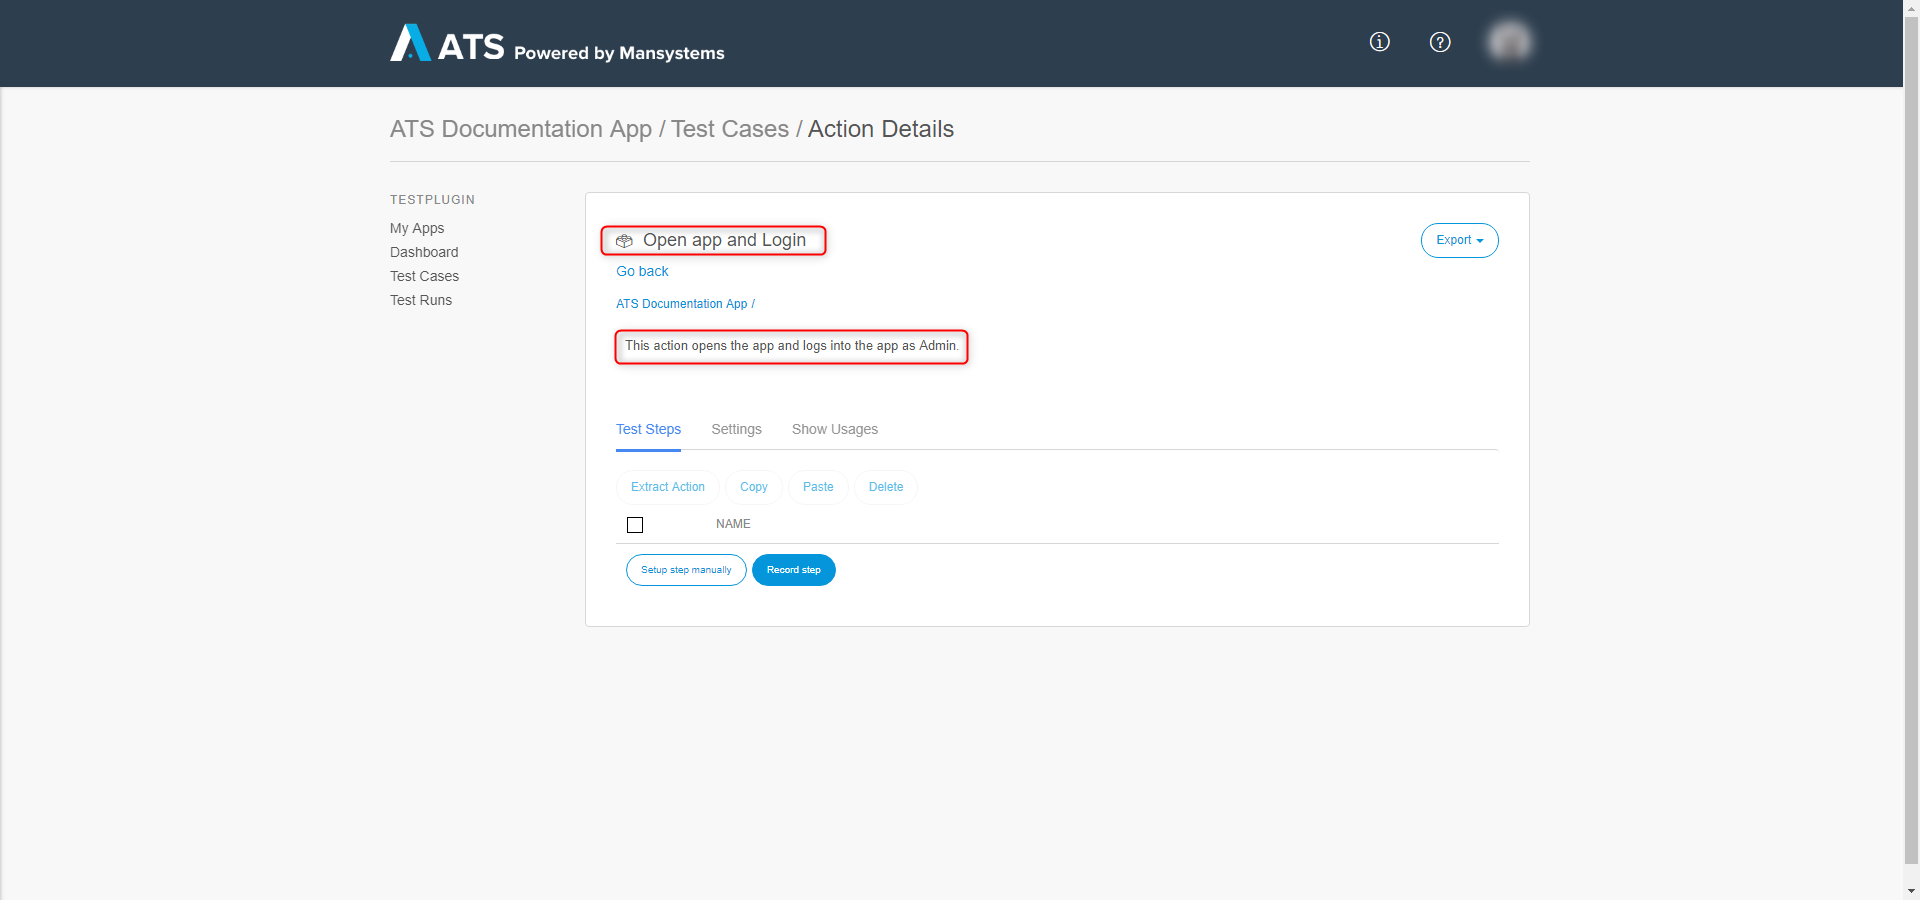 ATS Powered by Mansystems
ATS Documentation App / Test Cases / Action Details
TESTPLUGIN
My Apps
Dashboard
Test Cases
Test Runs
Open app and Login
Export
Go back
ATS Documentation App /
This action opens the app and logs into the app as Admin.
Test Steps Settings Show Usages
Extract Action Copy Paste Delete
NAME
Setup step manually Record step